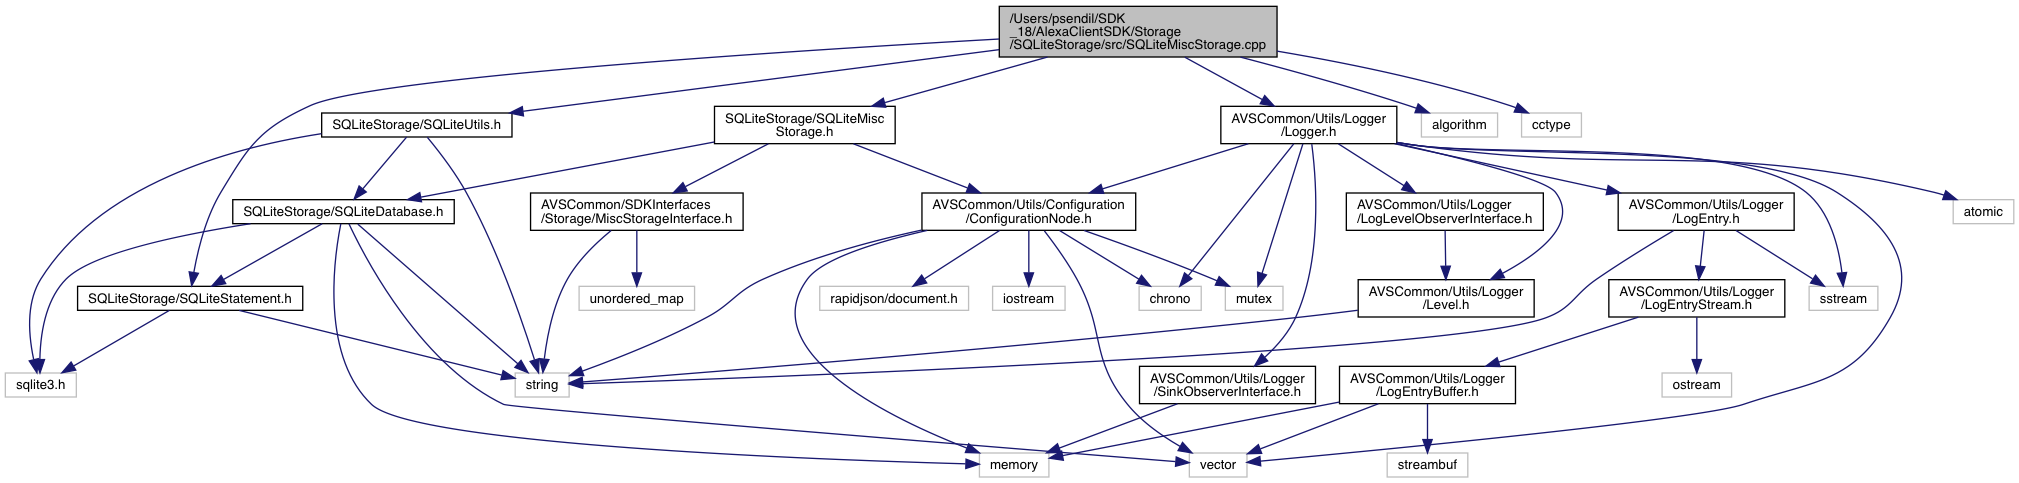 /Users/psendil/SDK
_18/AlexaClientSDK/Storage
/SQLiteStorage/src/SQLiteMiscStorage.cpp
SQLiteStorage/SQLiteUtils.h
SQLiteStorage/SQLiteMisc
Storage.h
AVSCommon/Utils/Logger
/Logger.h
algorithm
cctype
SQLiteStorage/SQLiteDatabase.h
AVSCommon/SDKInterfaces
/Storage/MiscStorageInterface.h
AVSCommon/Utils/Configuration
/ConfigurationNode.h
AVSCommon/Utils/Logger
/LogLevelObserverInterface.h
AVSCommon/Utils/Logger
/LogEntry.h
atomic
SQLiteStorage/SQLiteStatement.h
unordered_map
rapidjson/document.h
iostream
chrono
mutex
AVSCommon/Utils/Logger
/Level.h
AVSCommon/Utils/Logger
/LogEntryStream.h
sstream
sqlite3.h
string
AVSCommon/Utils/Logger
/SinkObserverInterface.h
AVSCommon/Utils/Logger
/LogEntryBuffer.h
ostream
memory
vector
streambuf